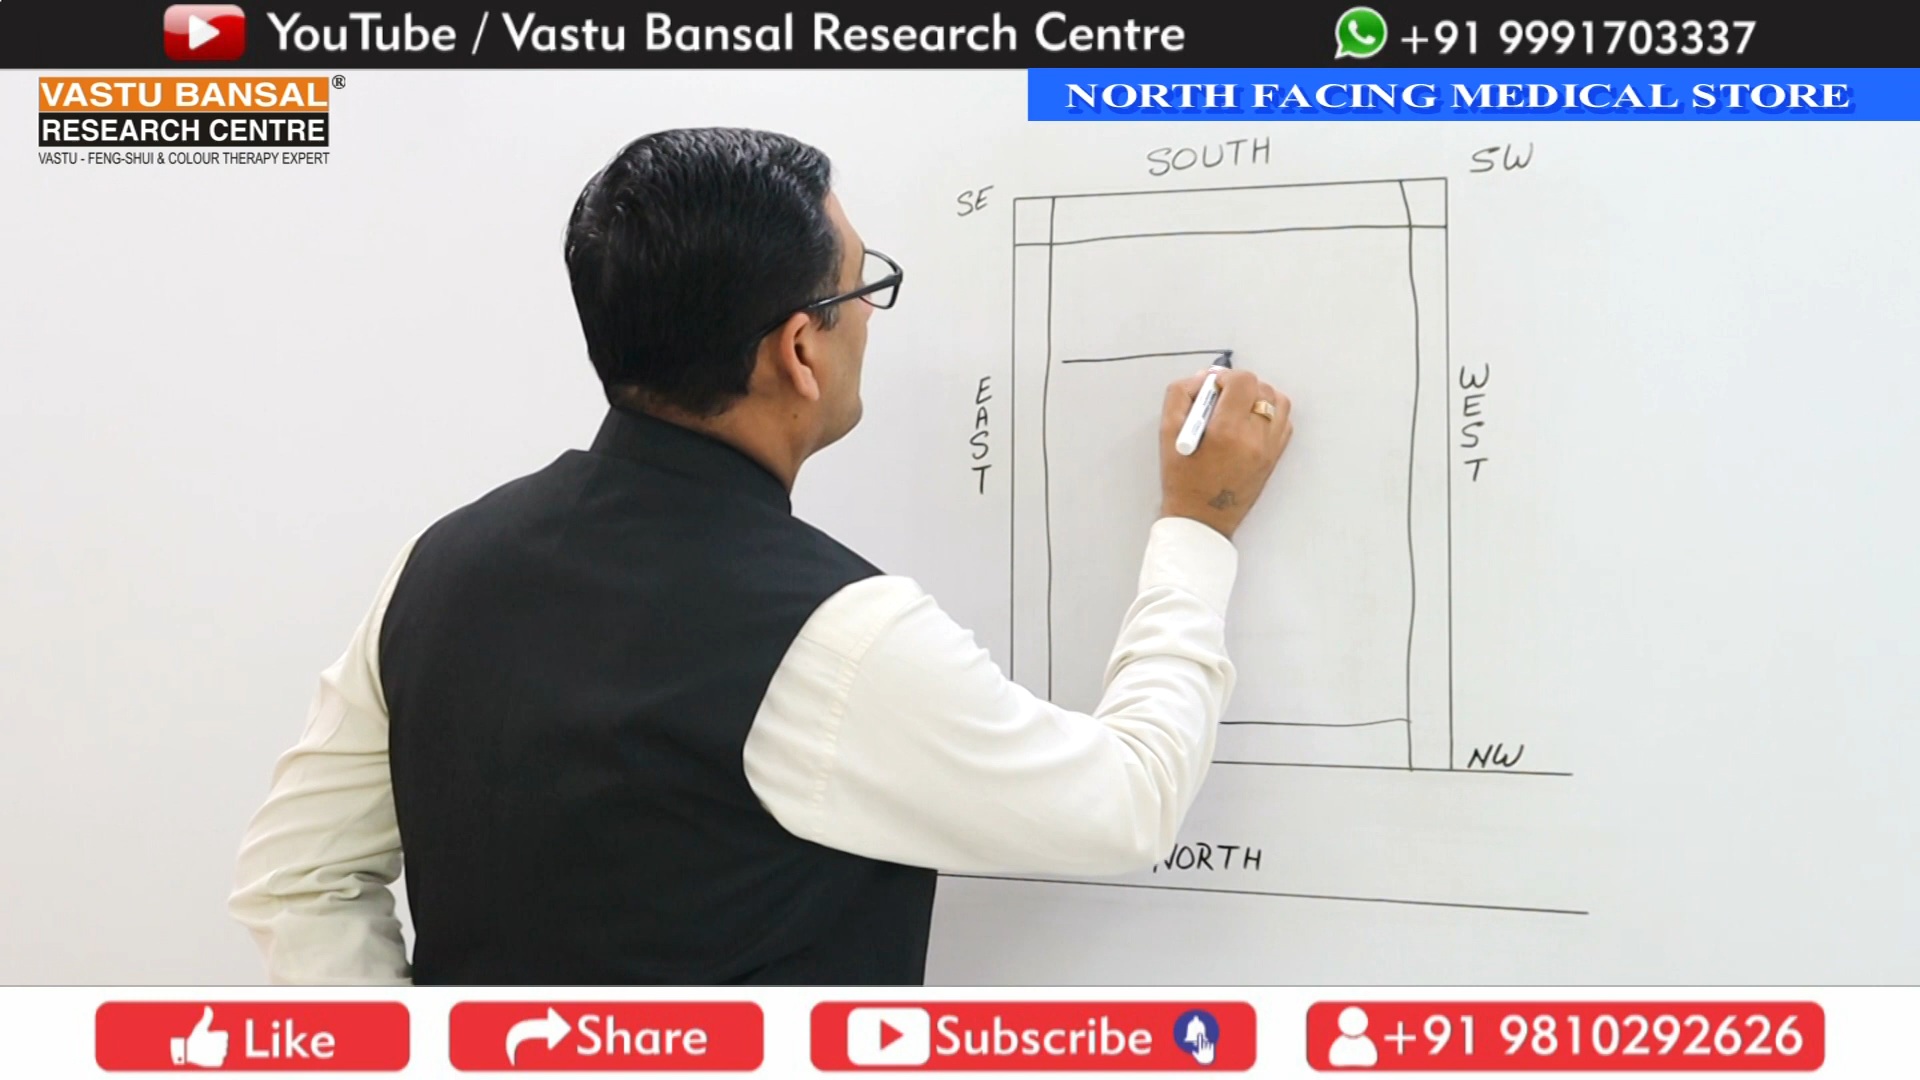 YouTube / Vastu Bansal Research Centre
+91 9991703337
VASTU BANSAL®
RESEARCH CENTRE
VASTU - FENG-SHUI & COLOUR THERAPY EXPERT
NORTH FACING MEDICAL STORE
SOUTH
SW
SE
EAST
WEST
NW
NORTH
Like
Share
Subscribe
+91 9810292626